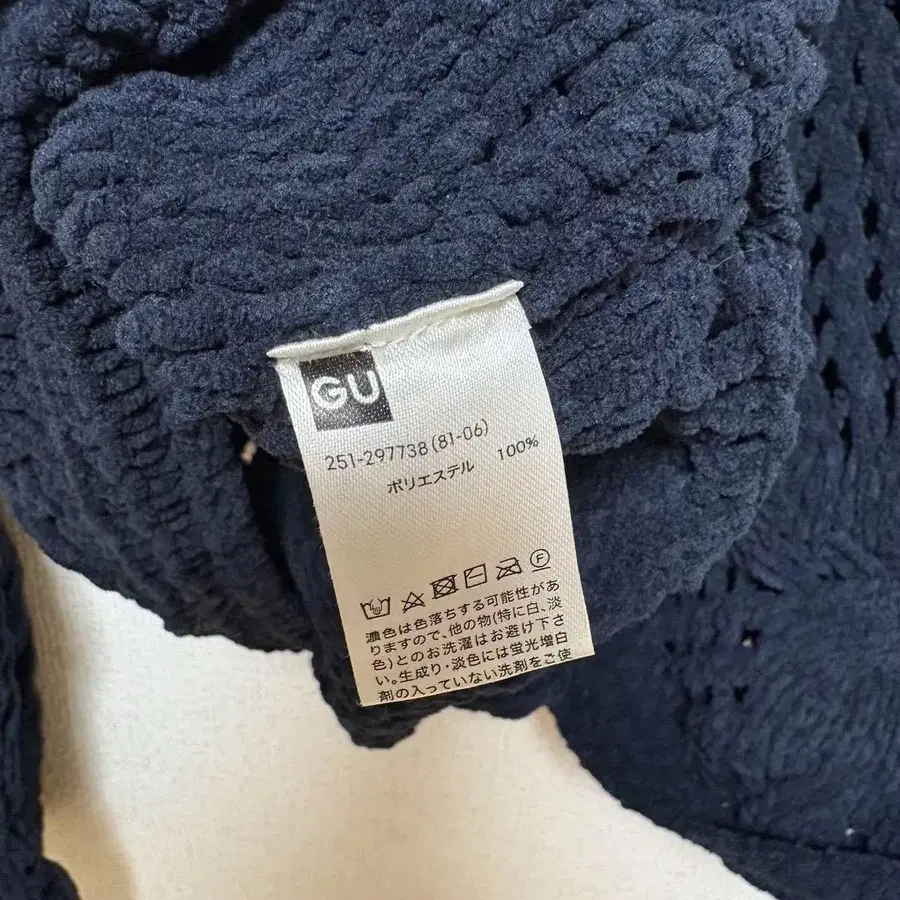 GU
251-297738(81-06)
ポリエステル 100%
F
濃色は色落ちする可能性があ
りますので、他の物(特に白、淡
色)とのお洗濯はお避け下さ
い。生成り・淡色には蛍光増白
剤の入っていない洗剤をご使